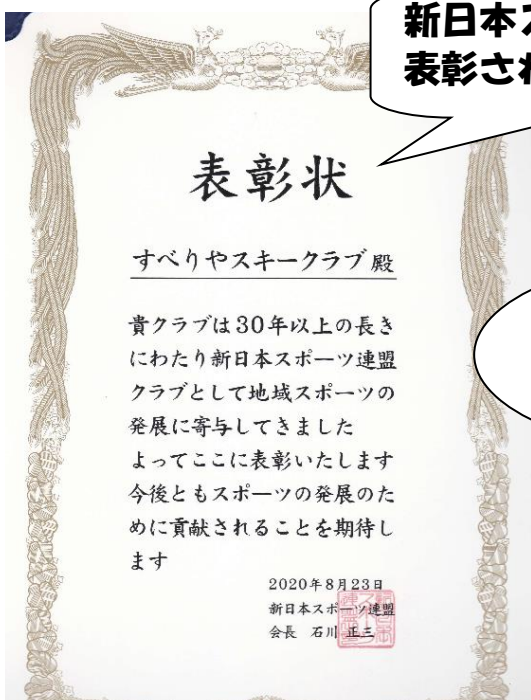 新日本
表彰され
表彰状
すべりやスキークラブ殿
貴クラブは30年以上の長き
にわたり新日本スポーツ連盟
クラブとして地域スポーツの
発展に寄与してきました
よってここに表彰いたします
今後ともスポーツの発展のた
めに貢献されることを期待し
ます
2020年8月23日
新日本スポーツ連盟
会長 石川 正三